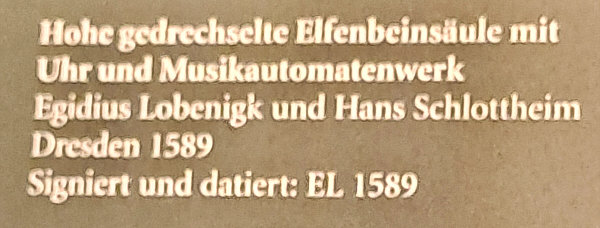 Hohe gedrechselte Elfenbeinsäule mit
Uhr und Musikautomatenwerk
Egidius Lobenigk und Hans Schlottheim
Dresden 1589
Signiert und datiert: EL 1589